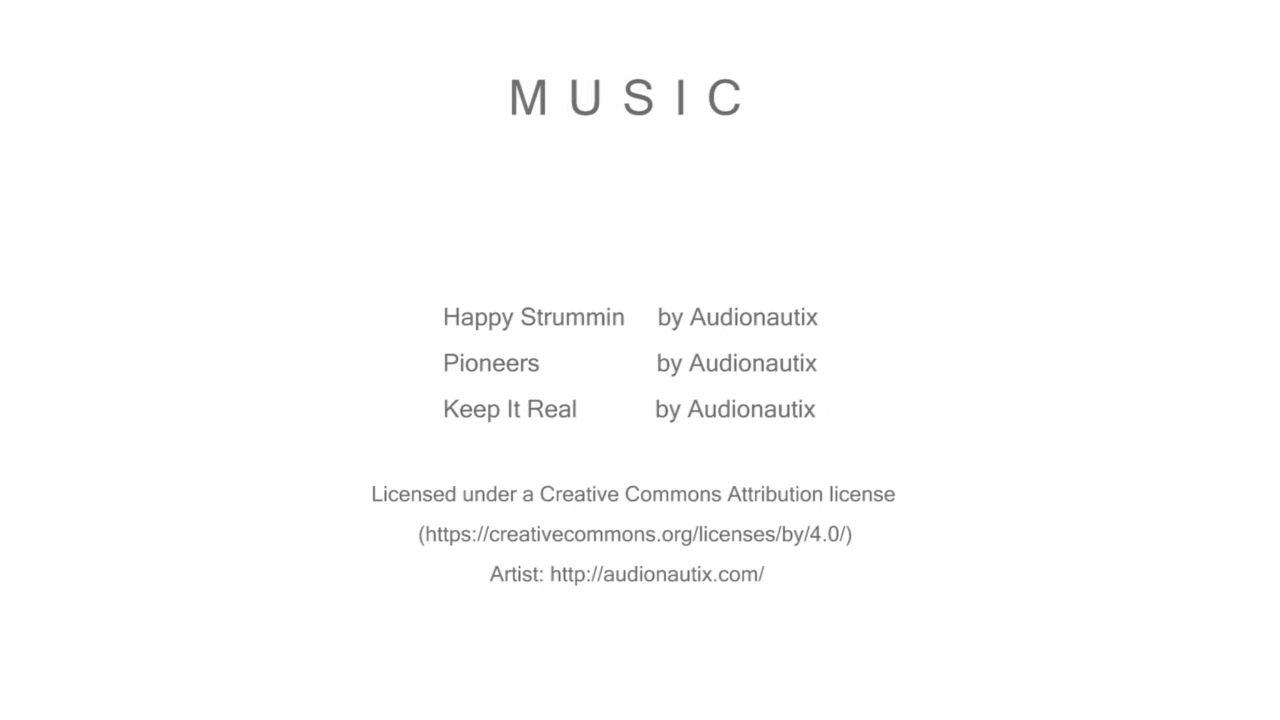 M U S I C
Happy Strummin by Audionautix
Pioneers by Audionautix
Keep It Real by Audionautix
Licensed under a Creative Commons Attribution license
(https://creativecommons.org/licenses/by/4.0/)
Artist: http://audionautix.com/